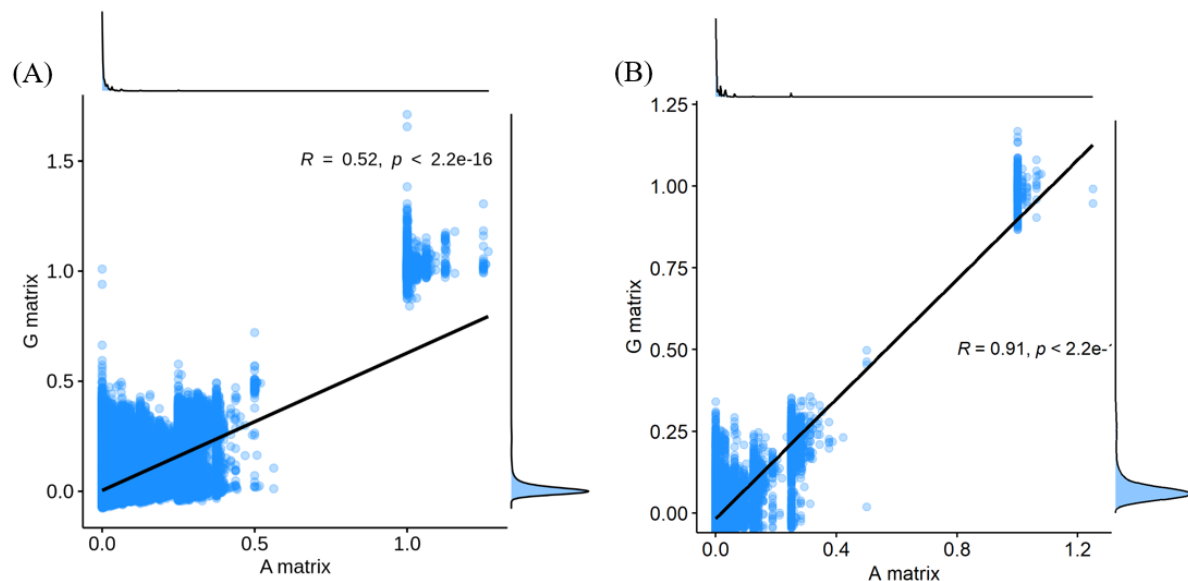 (A)
R = 0.52, p < 2.2e-16
1.5
1.0
0.5
0.0
G matrix
0.0 0.5 1.0
A matrix
(B)
R = 0.91, p < 2.2e-
1.25
1.00
0.75
0.50
0.25
0.00
G matrix
0.0 0.4 0.8 1.2
A matrix